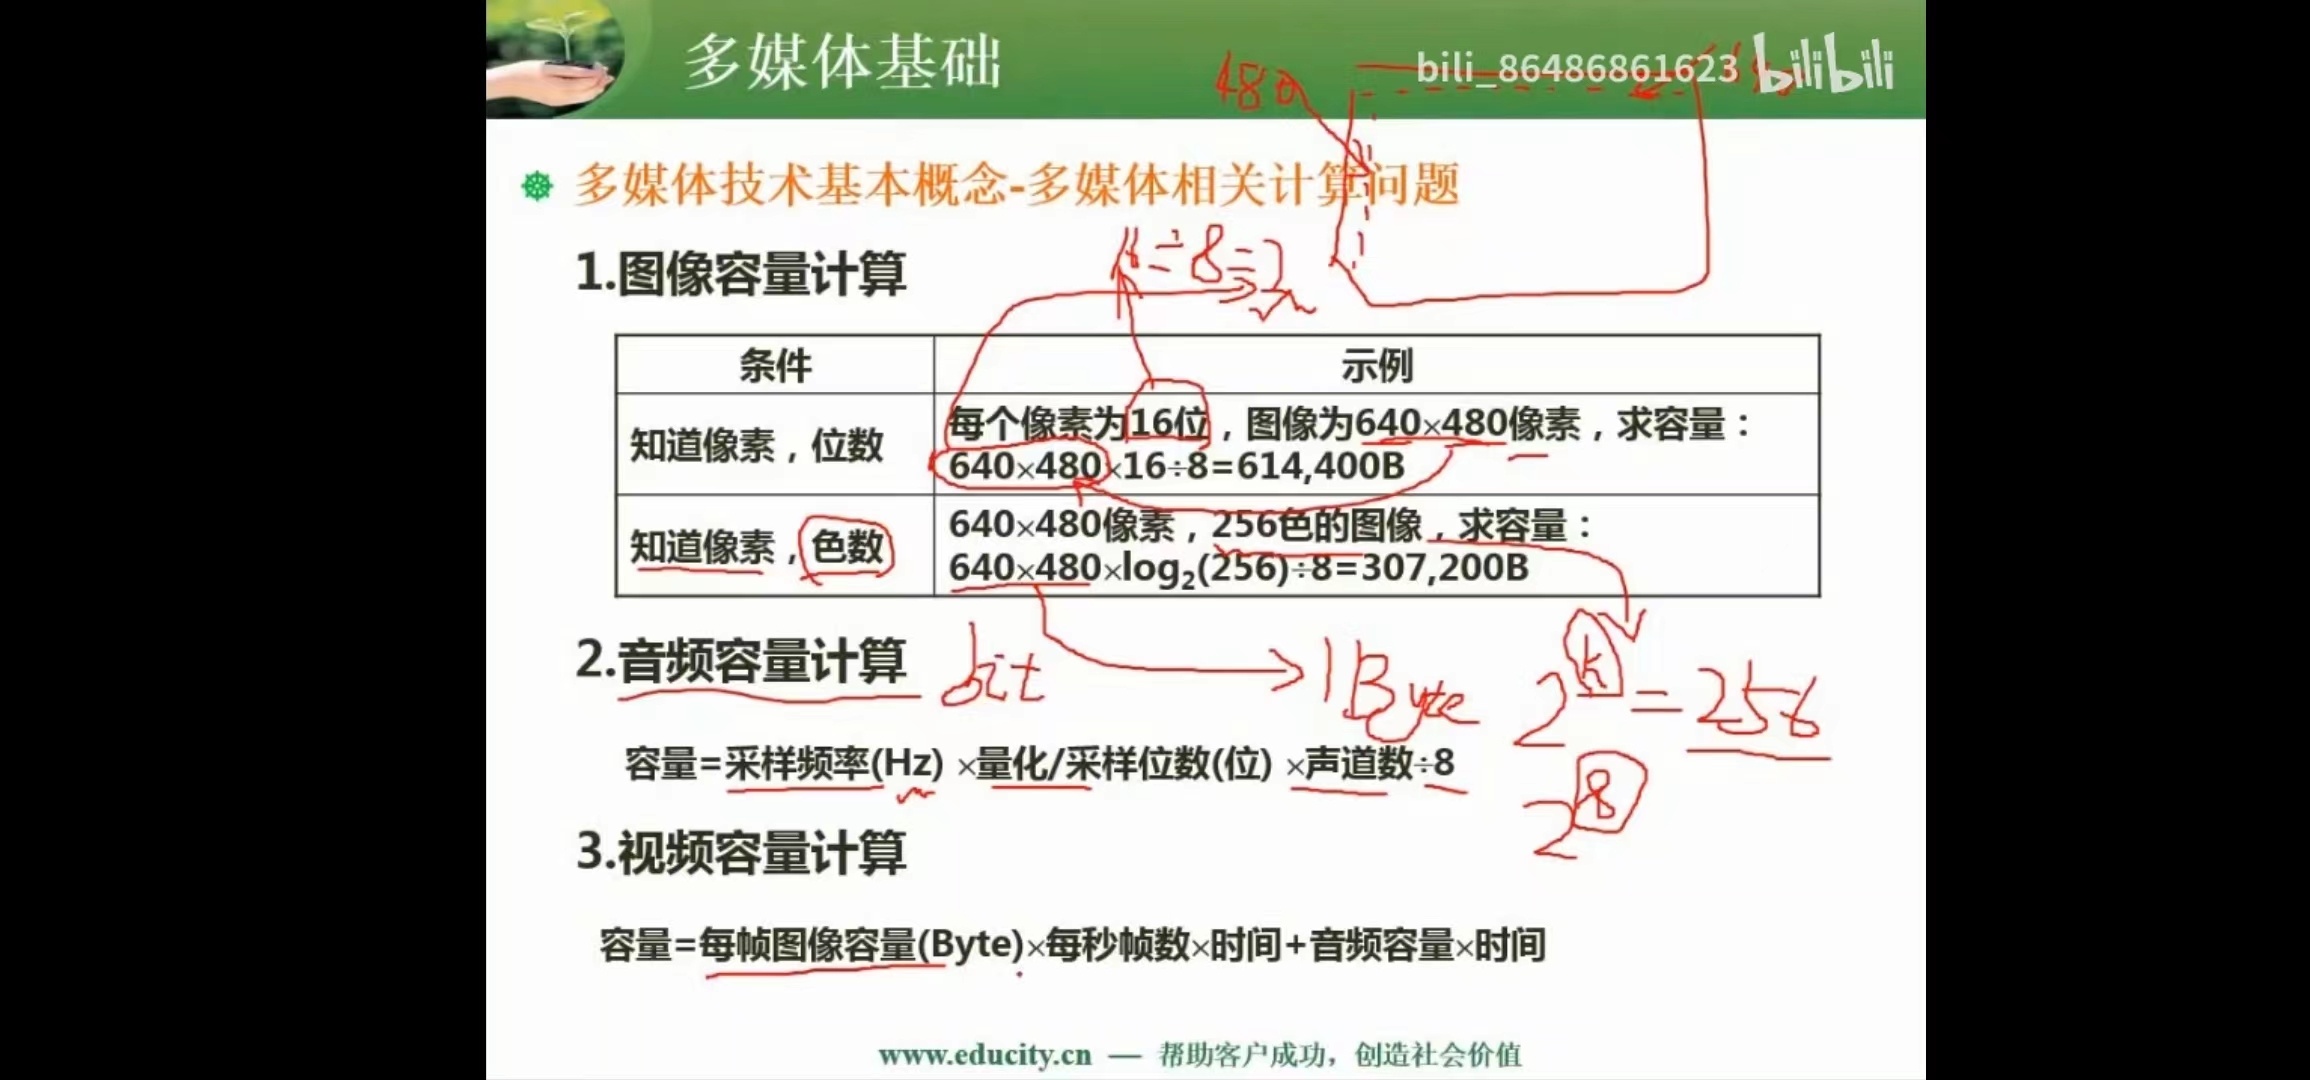 多媒体基础
480
bili_86486861623 bilibili
多媒体技术基本概念-多媒体相关计算问题
1.图像容量计算
÷8=2
条件
示例
知道像素，位数
每个像素为16位，图像为640×480像素，求容量：
640×480×16÷8=614,400B
知道像素，色数
640×480像素，256色的图像，求容量：
640×480×log₂(256)÷8=307,200B
2.音频容量计算
bit
1Byte
2^k=256
2^8
容量=采样频率(Hz) ×量化/采样位数(位) ×声道数÷8
3.视频容量计算
容量=每帧图像容量(Byte)×每秒帧数×时间+音频容量×时间
www.educity.cn — 帮助客户成功，创造社会价值